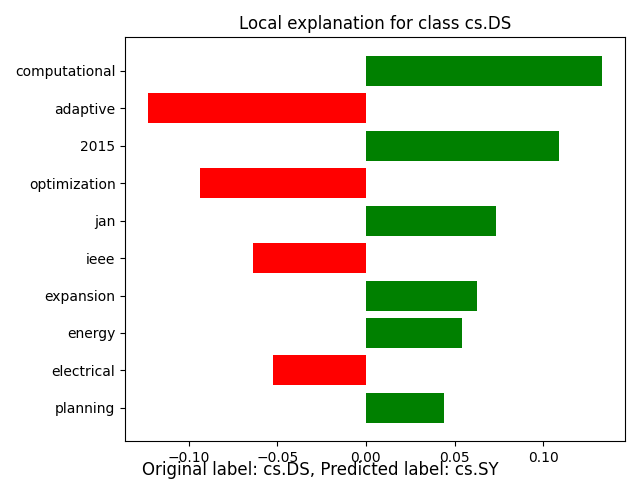 Local explanation for class cs.DS
computational
adaptive
2015
optimization
jan
ieee
expansion
energy
electrical
planning
−0.10 −0.05 0.00 0.05 0.10
Original label: cs.DS, Predicted label: cs.SY